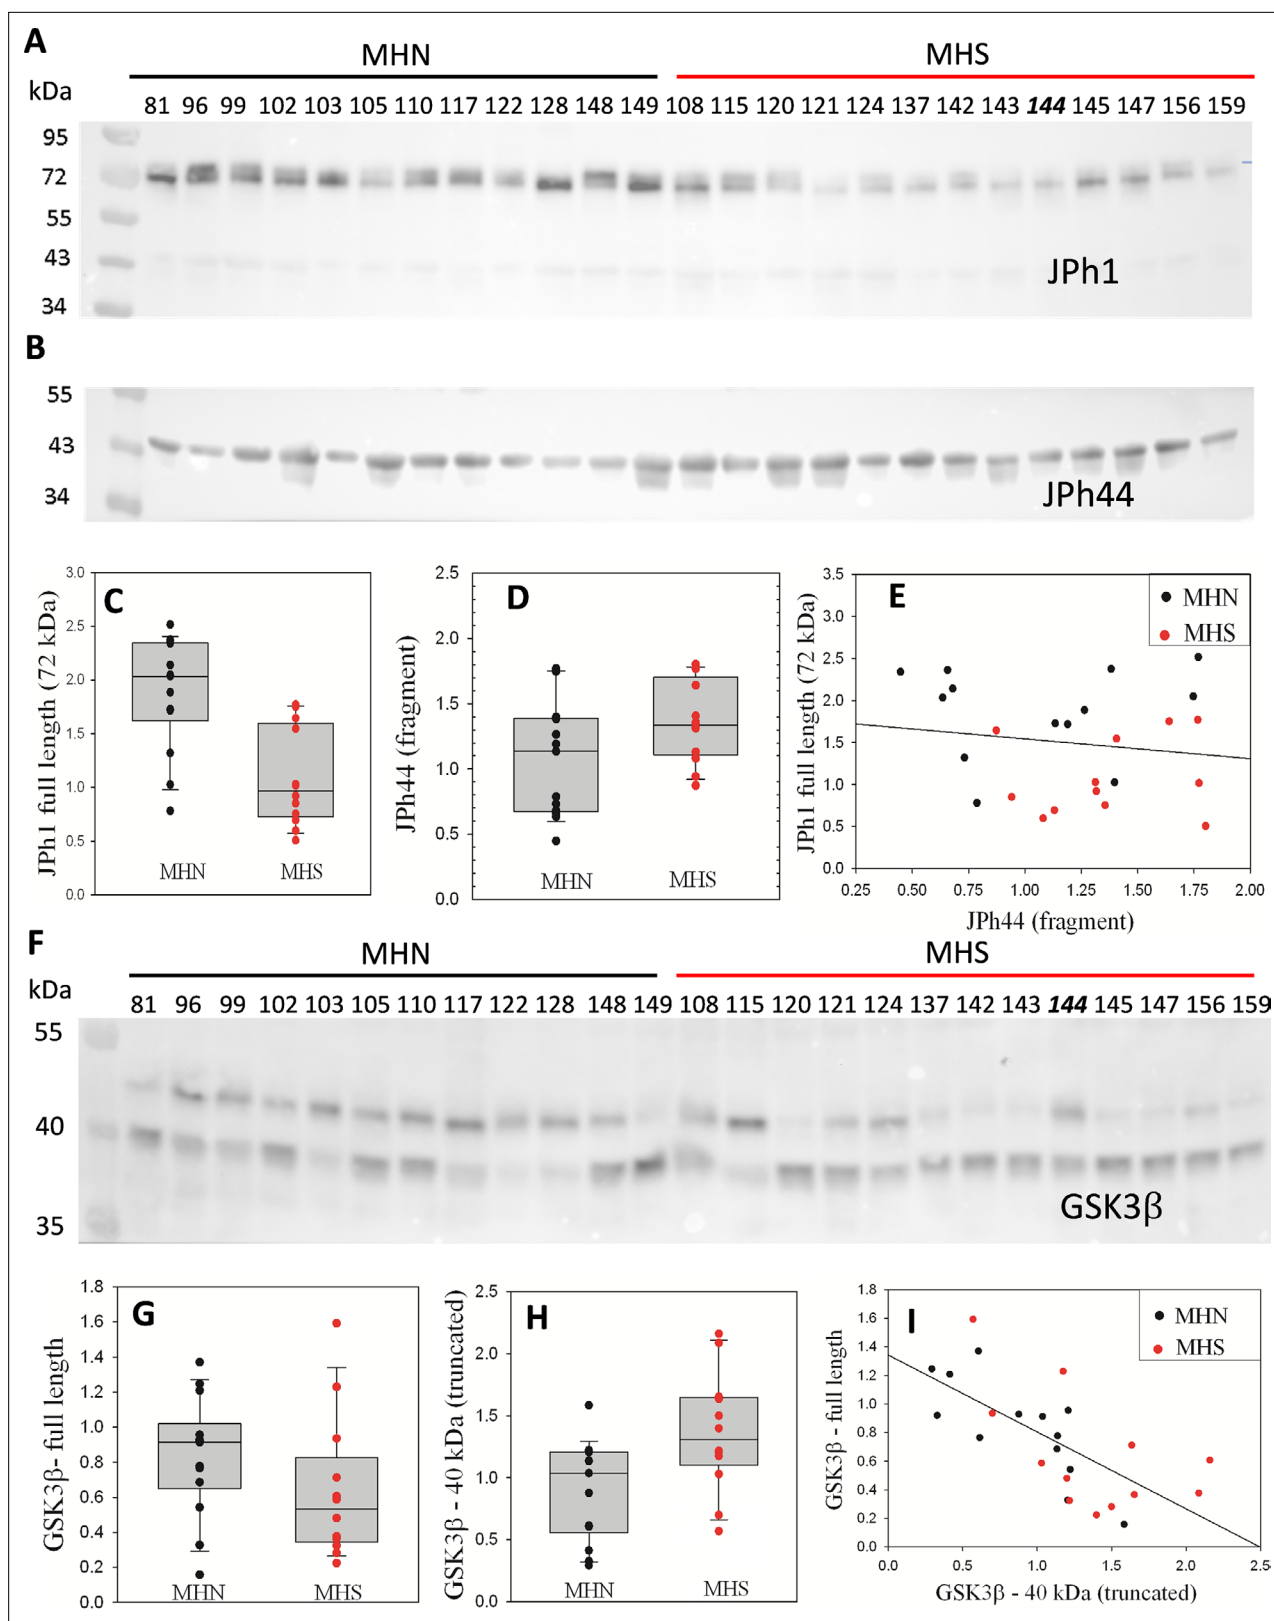 A
MHN MHS
kDa
81 96 99 102 103 105 110 117 122 128 148 149 108 115 120 121 124 137 142 143 144 145 147 156 159
95
72
55
43
34
JPh1
B
55
43
34
JPh44
C
JPh1 full length (72 kDa)
3.0
2.5
2.0
1.5
1.0
0.5
0.0
MHN MHS
D
JPh44 (fragment)
2.5
2.0
1.5
1.0
0.5
0.0
MHN MHS
E
JPh1 full length (72 kDa)
3.5
3.0
2.5
2.0
1.5
1.0
0.5
0.0
MHN
MHS
0.25 0.50 0.75 1.00 1.25 1.50 1.75 2.00
JPh44 (fragment)
F
MHN MHS
kDa
81 96 99 102 103 105 110 117 122 128 148 149 108 115 120 121 124 137 142 143 144 145 147 156 159
55
40
35
GSK3β
G
GSK3β- full length
1.8
1.6
1.4
1.2
1.0
0.8
0.6
0.4
0.2
0.0
MHN MHS
H
GSK3β - 40 kDa (truncated)
2.5
2.0
1.5
1.0
0.5
0.0
MHN MHS
I
GSK3β - full length
1.8
1.6
1.4
1.2
1.0
0.8
0.6
0.4
0.2
0.0
MHN
MHS
0.0 0.5 1.0 1.5 2.0 2.5
GSK3β - 40 kDa (truncated)